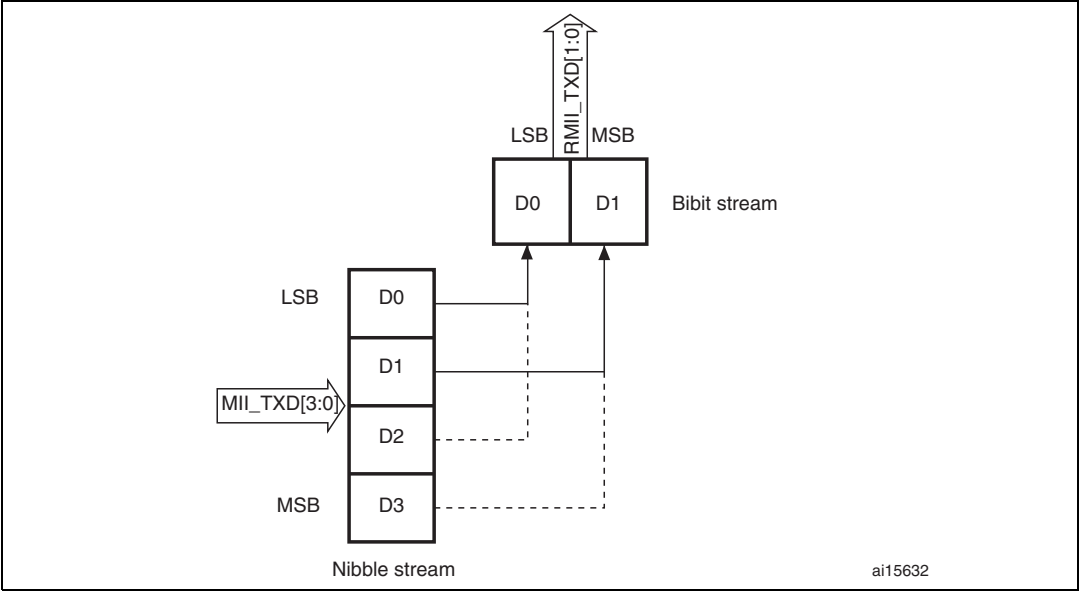 RMII_TXD[1:0]
LSB
MSB
D0
D1
Bibit stream
LSB
D0
D1
MII_TXD[3:0]
D2
MSB
D3
Nibble stream
ai15632